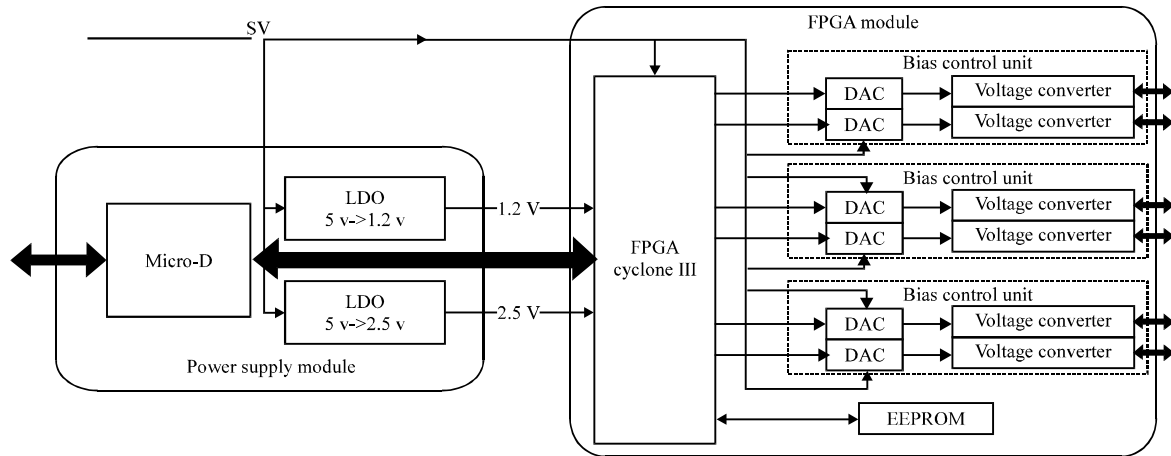 SV
FPGA module
Bias control unit
DAC
Voltage converter
DAC
Voltage converter
Bias control unit
DAC
Voltage converter
DAC
Voltage converter
Bias control unit
DAC
Voltage converter
DAC
Voltage converter
EEPROM
FPGA
cyclone III
LDO
5 v->1.2 v
1.2 V
Micro-D
LDO
5 v->2.5 v
2.5 V
Power supply module